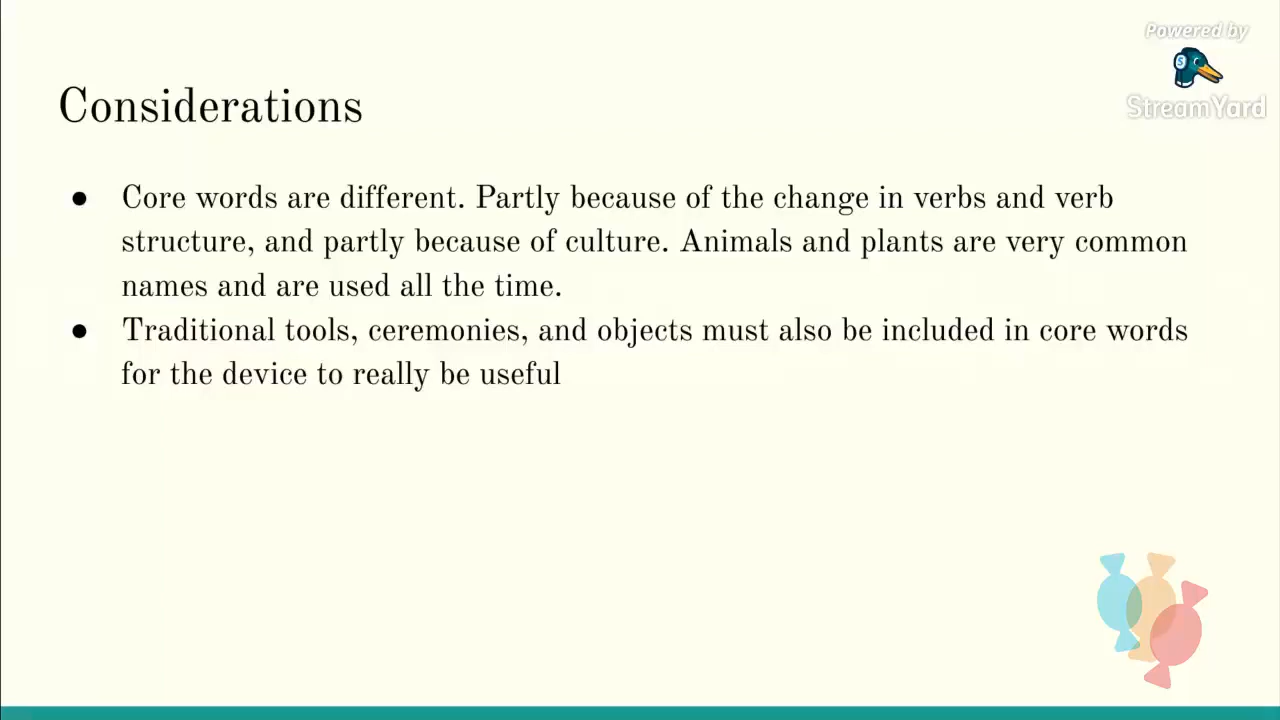 Powered by
StreamYard
Considerations
● Core words are different. Partly because of the change in verbs and verb
structure, and partly because of culture. Animals and plants are very common
names and are used all the time.
● Traditional tools, ceremonies, and objects must also be included in core words
for the device to really be useful